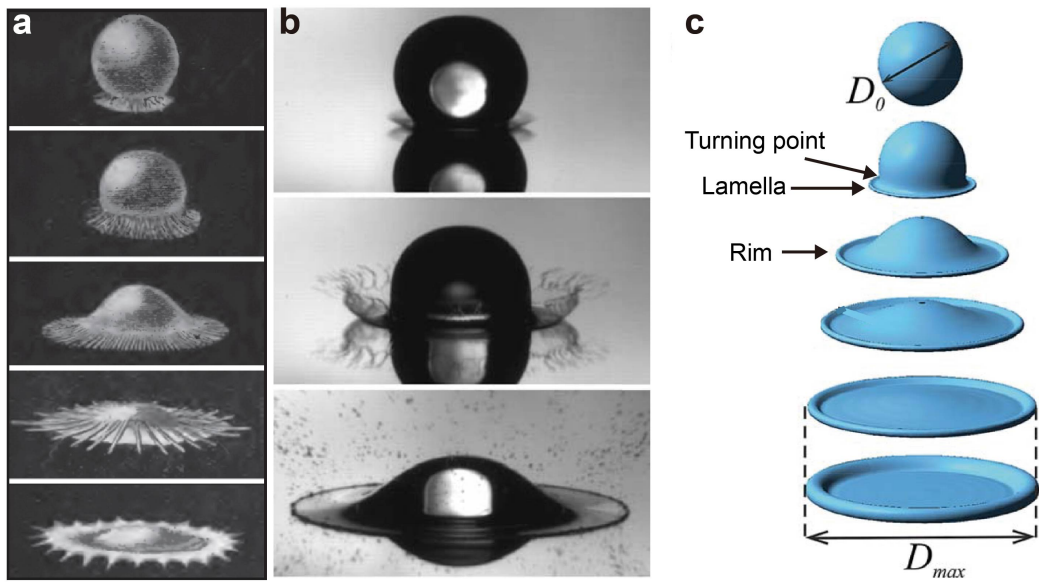 a
b
c
D₀
Turning point
Lamella
Rim
Dₘₐₓ